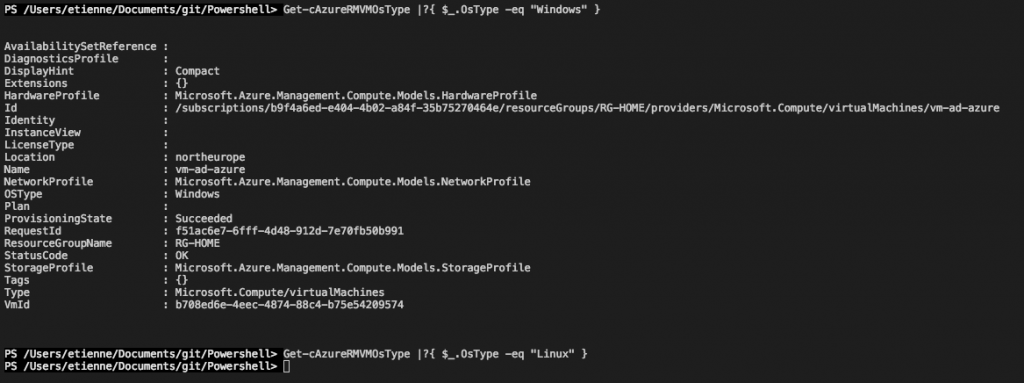 PS /Users/etienne/Documents/git/Powershell> Get-cAzureRMVMOsType |?{ $_.OsType -eq "Windows" }
AvailabilitySetReference :
DiagnosticsProfile :
DisplayHint : Compact
Extensions : {}
HardwareProfile : Microsoft.Azure.Management.Compute.Models.HardwareProfile
Id : /subscriptions/b9f4a6ed-e404-4b02-a84f-35b75270464e/resourceGroups/RG-HOME/providers/Microsoft.Compute/virtualMachines/vm-ad-azure
Identity :
InstanceView :
LicenseType :
Location : northeurope
Name : vm-ad-azure
NetworkProfile : Microsoft.Azure.Management.Compute.Models.NetworkProfile
OSType : Windows
Plan :
ProvisioningState : Succeeded
RequestId : f51ac6e7-6fff-4d48-912d-7e70fb50b991
ResourceGroupName : RG-HOME
StatusCode : OK
StorageProfile : Microsoft.Azure.Management.Compute.Models.StorageProfile
Tags : {}
Type : Microsoft.Compute/virtualMachines
VmId : b708ed6e-4eec-4874-88c4-b75e54209574
PS /Users/etienne/Documents/git/Powershell> Get-cAzureRMVMOsType |?{ $_.OsType -eq "Linux" }
PS /Users/etienne/Documents/git/Powershell>